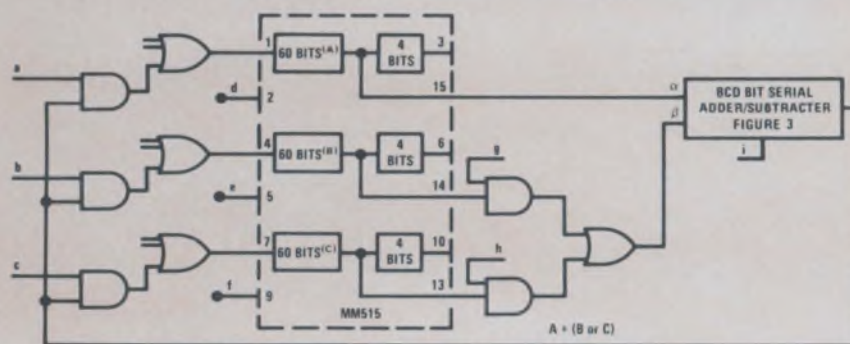 a
b
c
d
e
f
1
2
4
5
7
9
60 BITS(A)
4
BITS
3
15
60 BITS(B)
4
BITS
6
14
60 BITS(C)
4
BITS
10
13
MM515
g
h
A + (B or C)
α
β
BCD BIT SERIAL
ADDER/SUBTRACTER
FIGURE 3
i